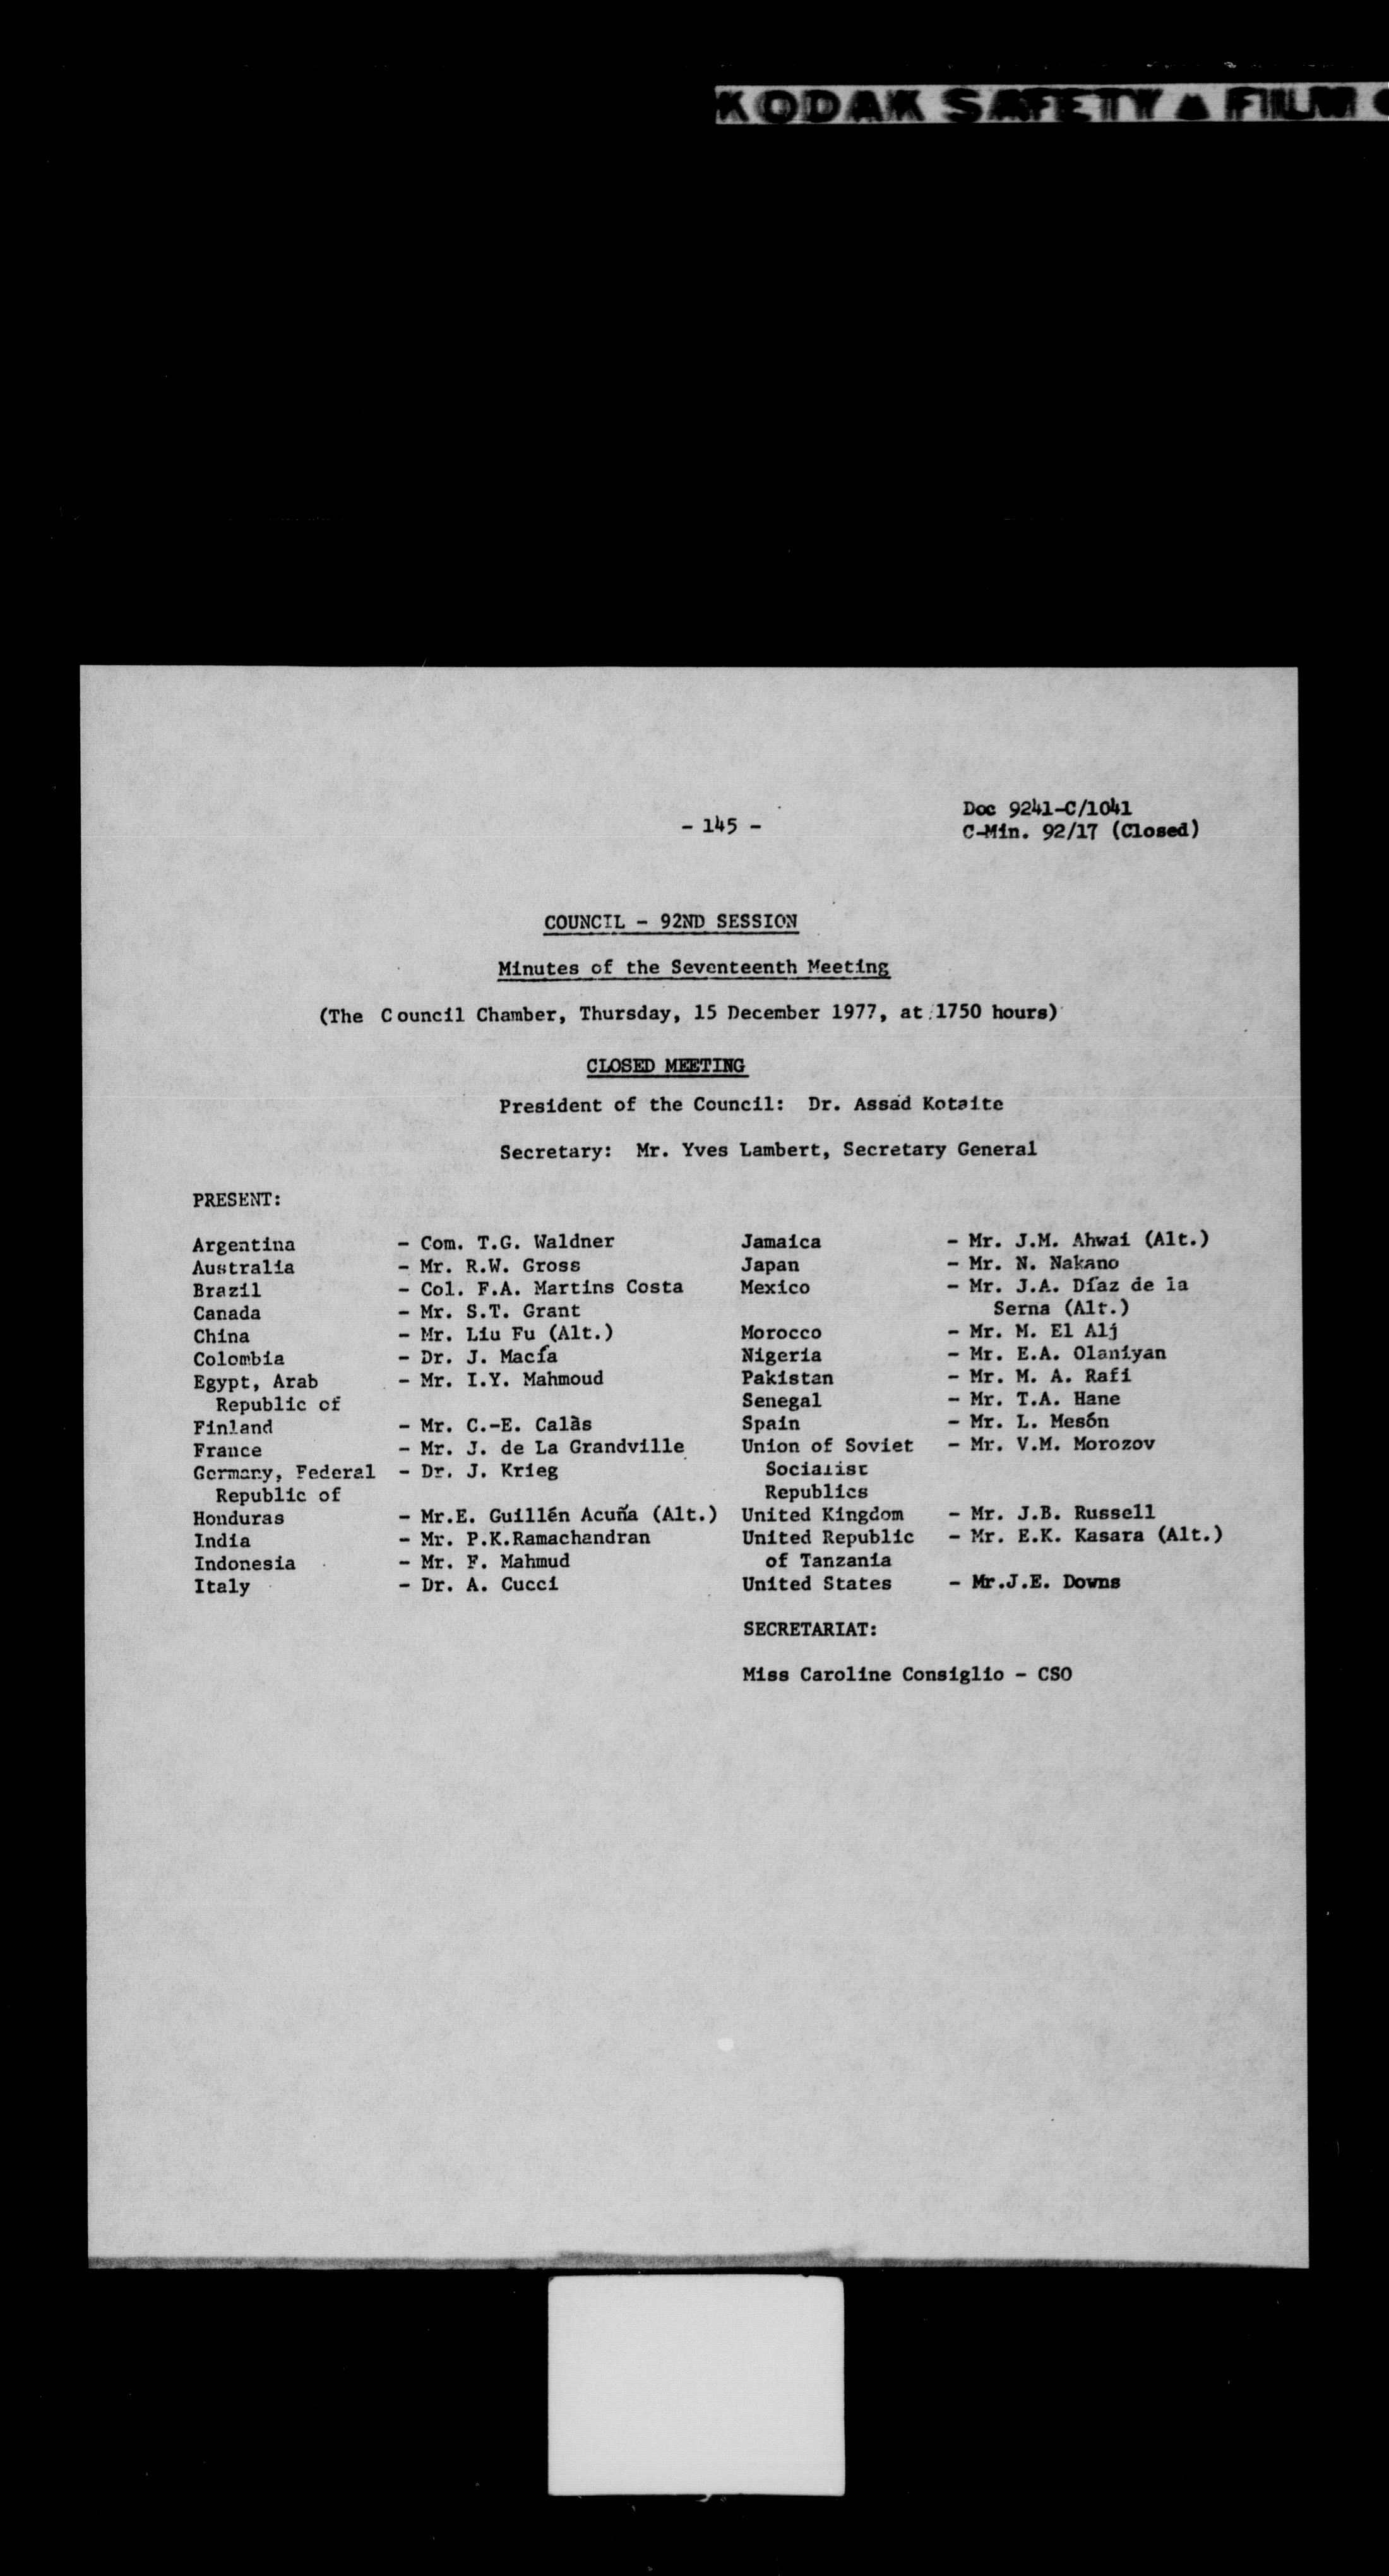 KODAK SAFETY ▲ FILM
Doc 9241-C/1041
- 145 -
C-Min. 92/17 (Closed)
COUNCIL - 92ND SESSION
Minutes of the Seventeenth Meeting
(The Council Chamber, Thursday, 15 December 1977, at 1750 hours)
CLOSED MEETING
President of the Council: Dr. Assad Kotaite
Secretary: Mr. Yves Lambert, Secretary General
PRESENT:
Argentina - Com. T.G. Waldner
Australia - Mr. R.W. Gross
Brazil - Col. F.A. Martins Costa
Canada - Mr. S.T. Grant
China - Mr. Liu Fu (Alt.)
Colombia - Dr. J. Macía
Egypt, Arab - Mr. I.Y. Mahmoud
Republic of
Finland - Mr. C.-E. Calàs
France - Mr. J. de La Grandville
Germany, Federal - Dr. J. Krieg
Republic of
Honduras - Mr.E. Guillén Acuña (Alt.)
India - Mr. P.K.Ramachandran
Indonesia - Mr. F. Mahmud
Italy - Dr. A. Cucci
Jamaica - Mr. J.M. Ahwai (Alt.)
Japan - Mr. N. Nakano
Mexico - Mr. J.A. Díaz de la
Serna (Alt.)
Morocco - Mr. M. El Alj
Nigeria - Mr. E.A. Olaniyan
Pakistan - Mr. M. A. Rafi
Senegal - Mr. T.A. Hane
Spain - Mr. L. Mesón
Union of Soviet - Mr. V.M. Morozov
Socialist
Republics
United Kingdom - Mr. J.B. Russell
United Republic - Mr. E.K. Kasara (Alt.)
of Tanzania
United States - Mr.J.E. Downs
SECRETARIAT:
Miss Caroline Consiglio - CSO